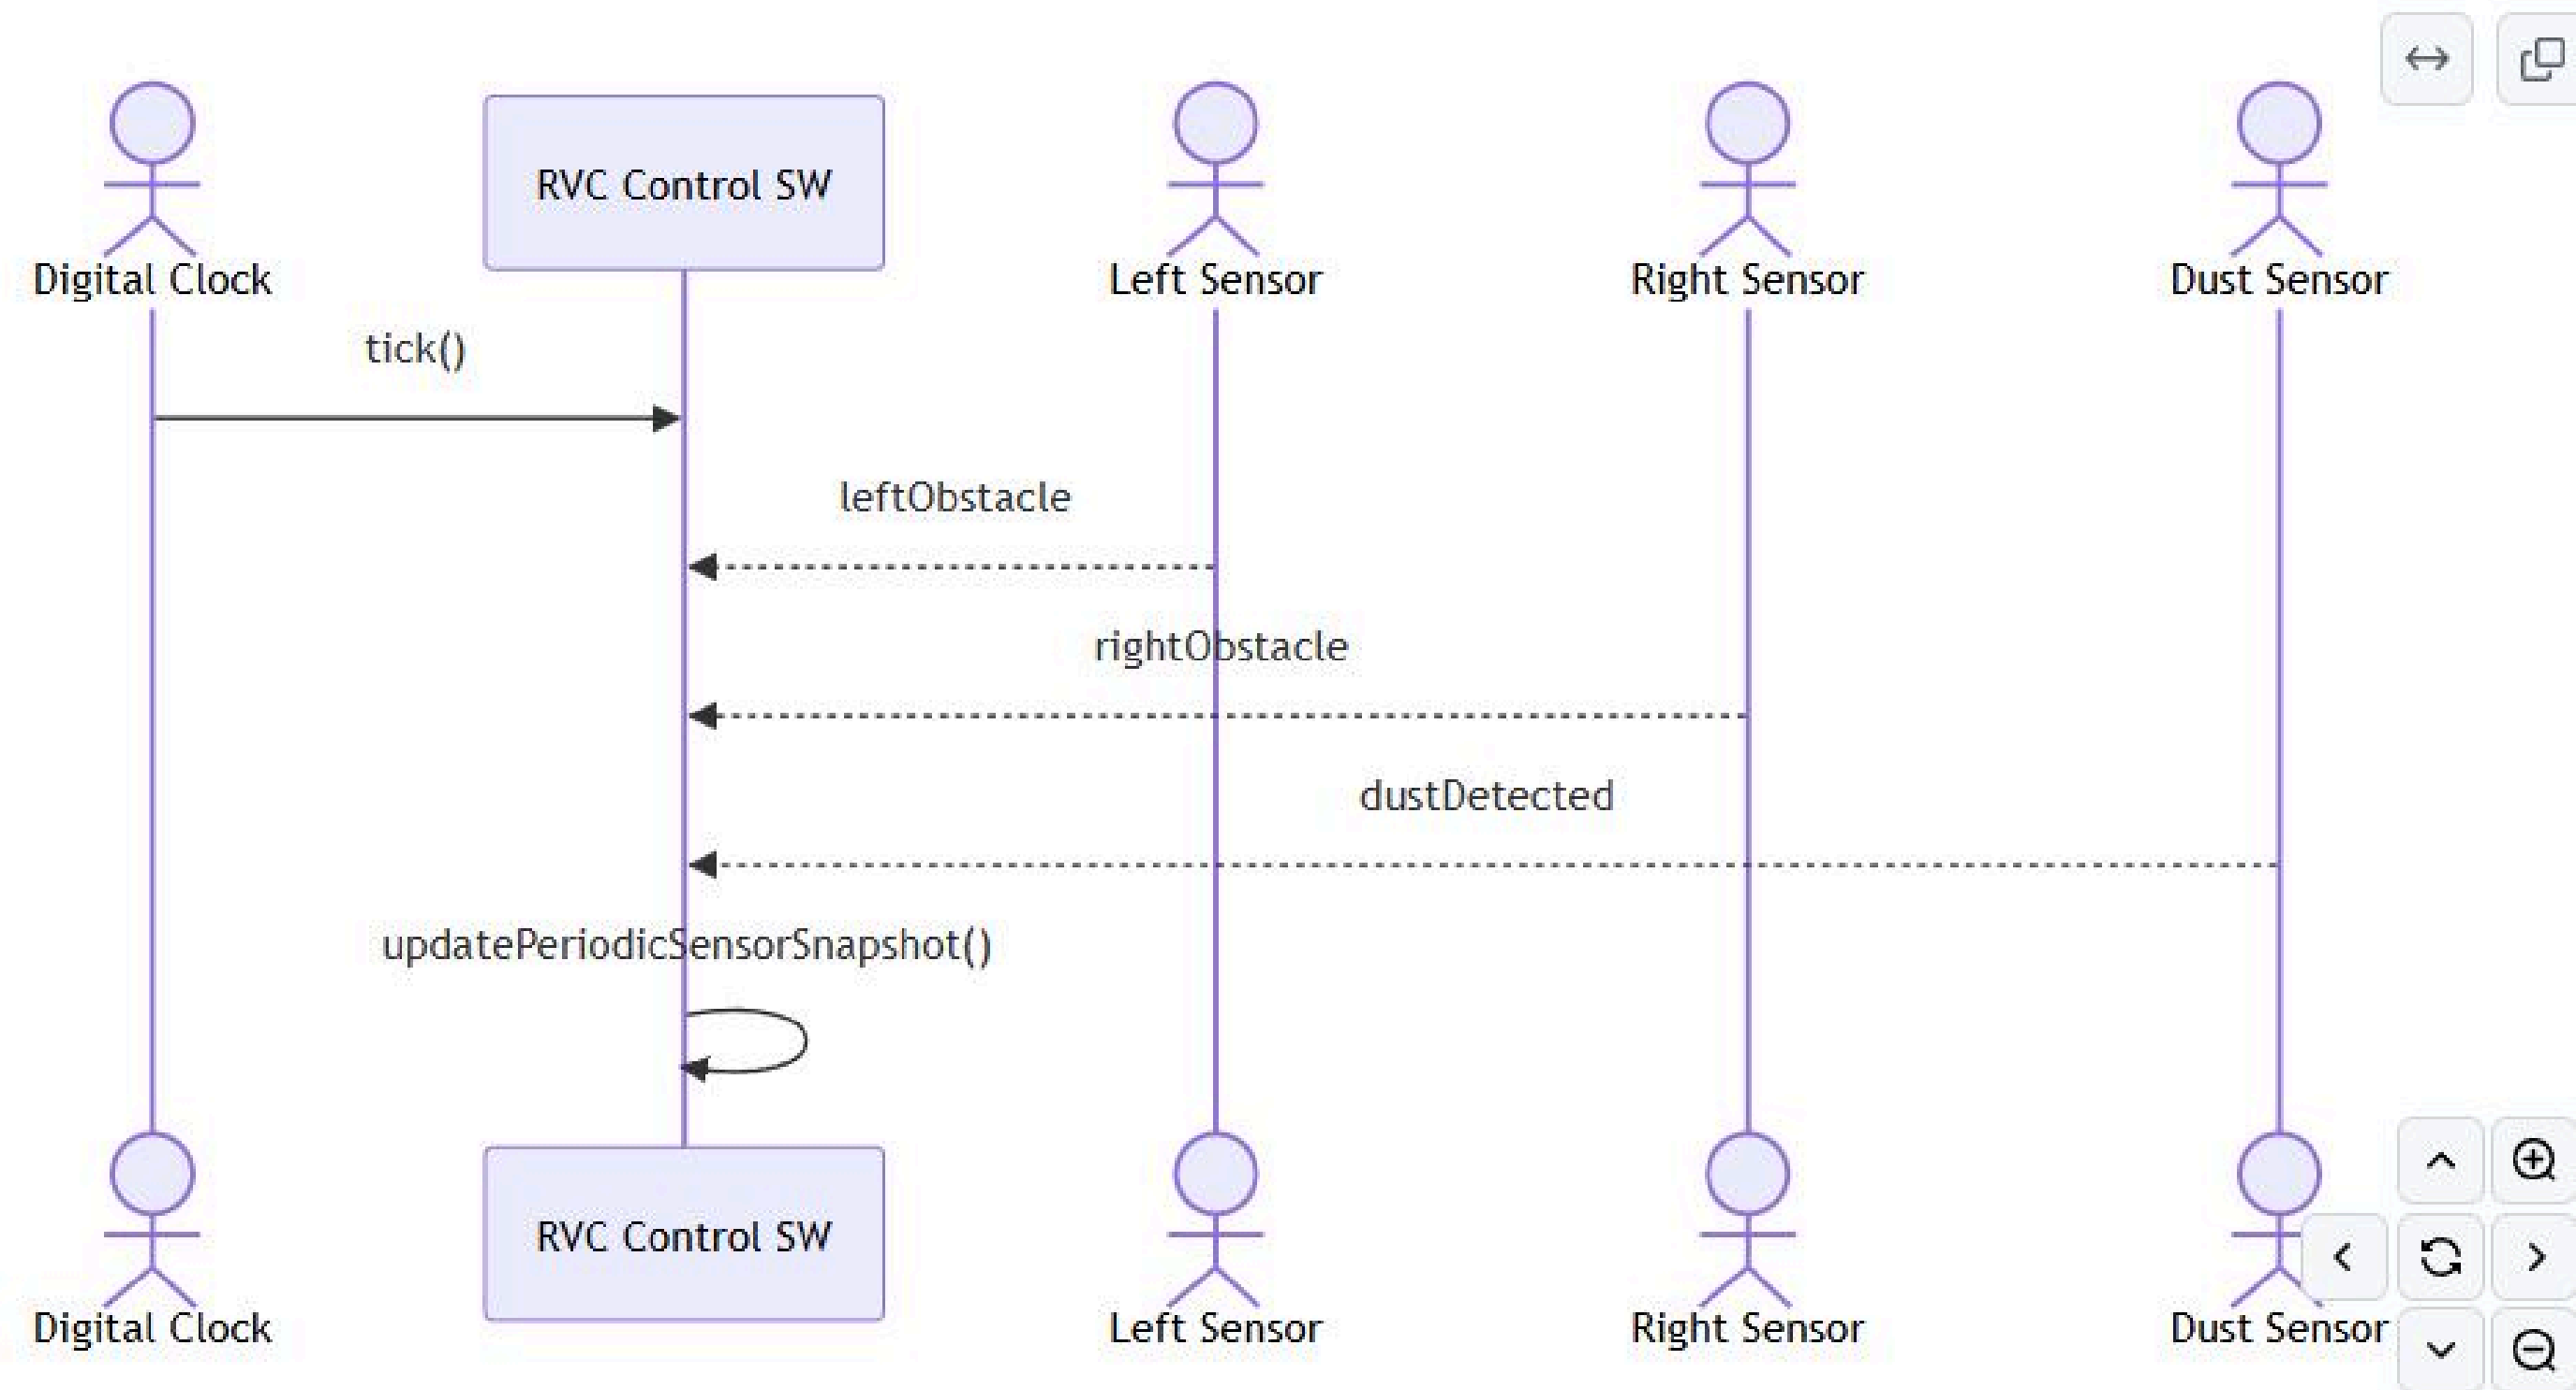 RVC Control SW
Digital Clock
Left Sensor
Right Sensor
Dust Sensor
tick()
leftObstacle
rightObstacle
dustDetected
updatePeriodicSensorSnapshot()
RVC Control SW
Digital Clock
Left Sensor
Right Sensor
Dust Sensor